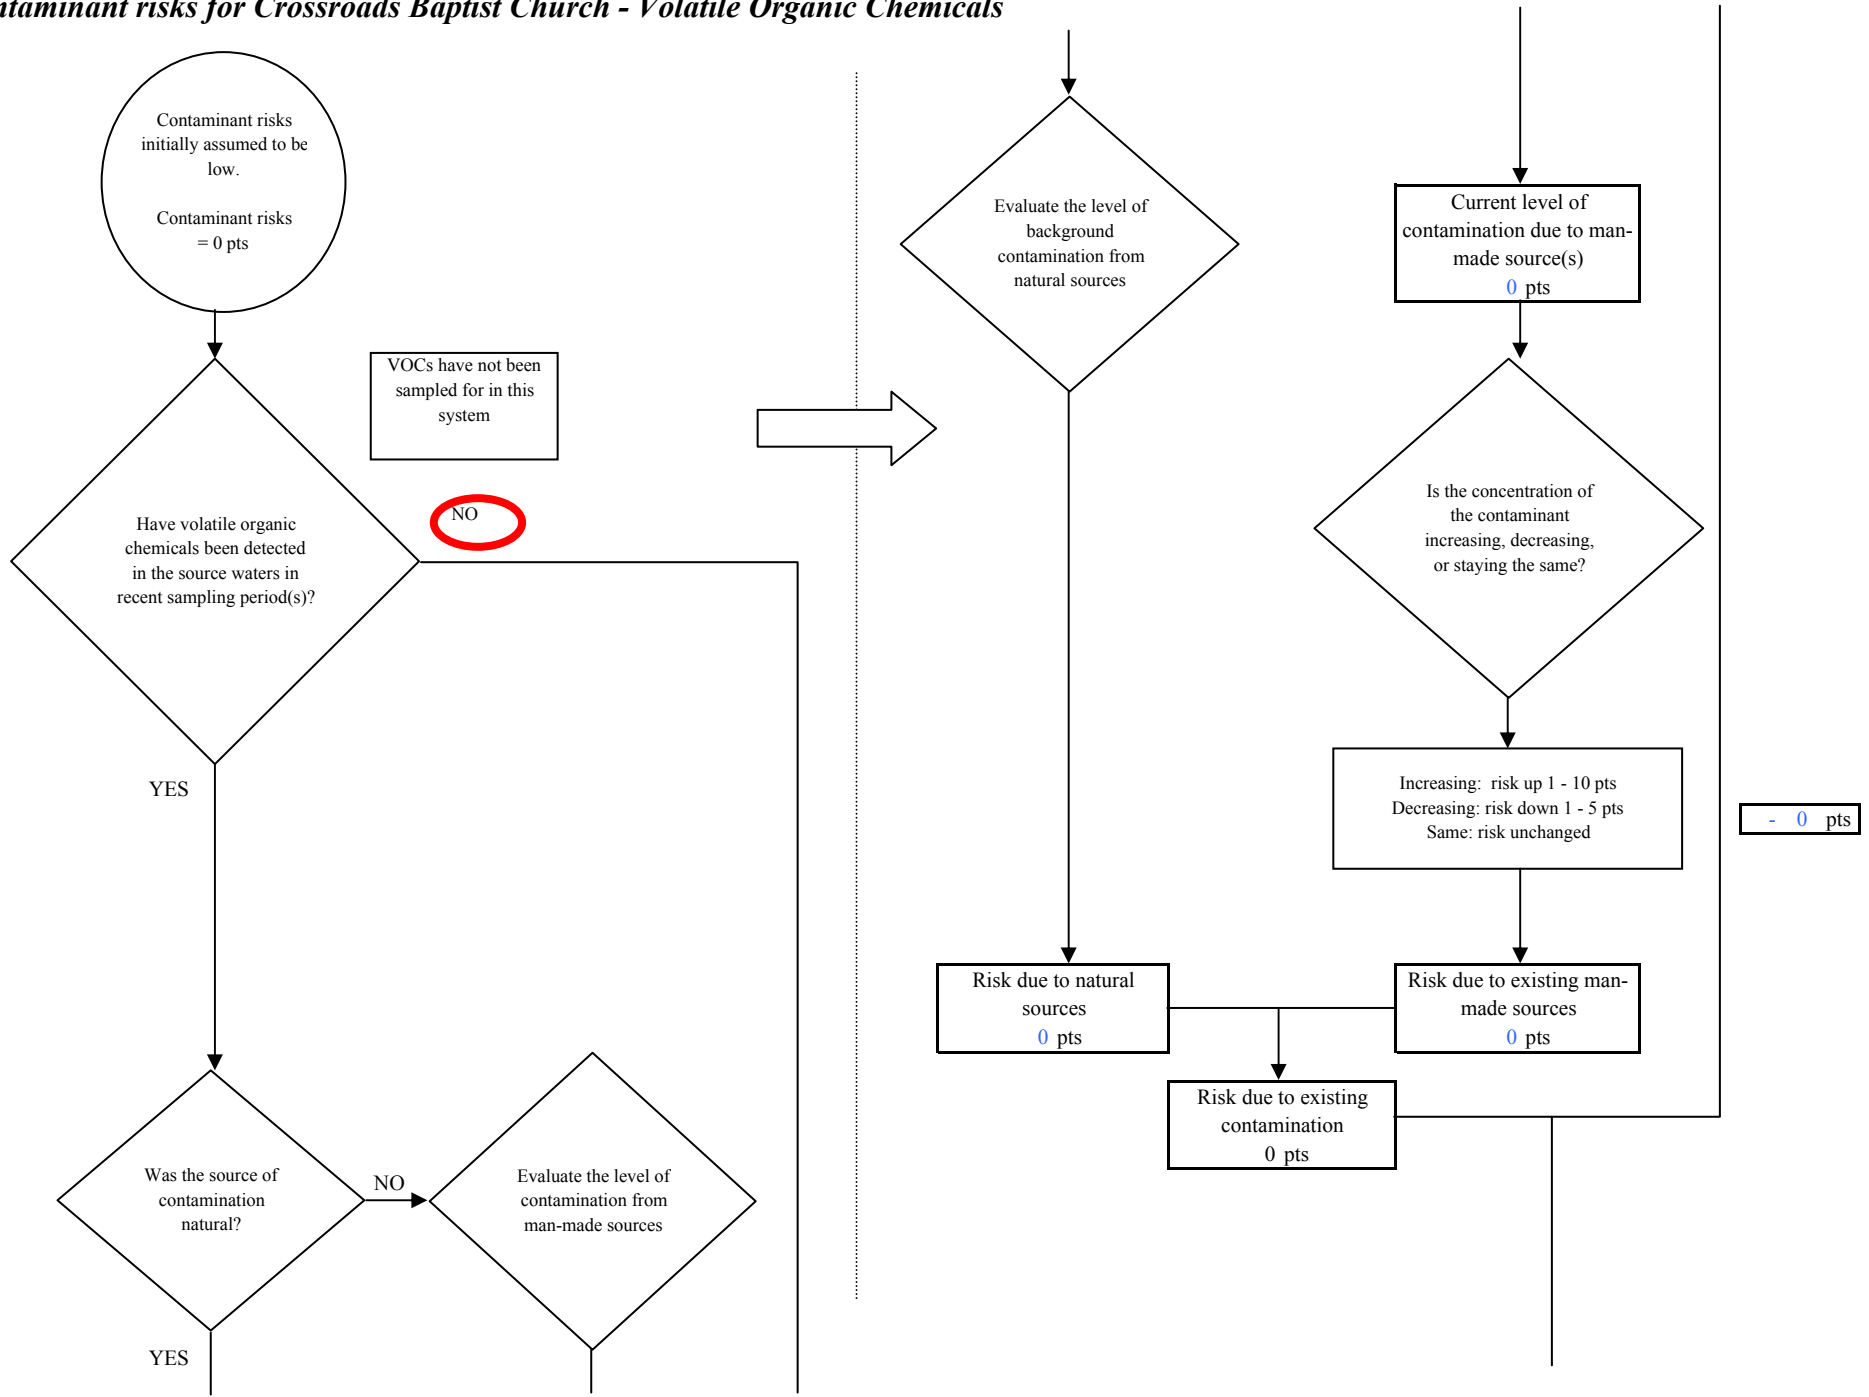 ntaminant risks for Crossroads Baptist Church - Volatile Organic Chemicals
Contaminant risks
initially assumed to be
low.
Contaminant risks
= 0 pts
VOCs have not been
sampled for in this
system
NO
Have volatile organic
chemicals been detected
in the source waters in
recent sampling period(s)?
YES
Was the source of
contamination
natural?
NO
Evaluate the level of
contamination from
man-made sources
YES
Evaluate the level of
background
contamination from
natural sources
Current level of
contamination due to man-
made source(s)
0 pts
Is the concentration of
the contaminant
increasing, decreasing,
or staying the same?
Increasing: risk up 1 - 10 pts
Decreasing: risk down 1 - 5 pts
Same: risk unchanged
- 0 pts
Risk due to natural
sources
0 pts
Risk due to existing man-
made sources
0 pts
Risk due to existing
contamination
0 pts